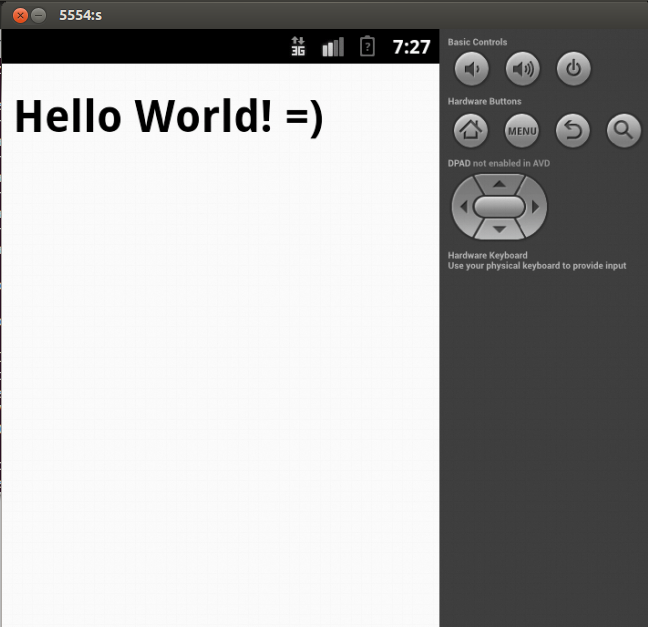 5554:s
3G 7:27
Hello World! =)
Basic Controls
Hardware Buttons
MENU
DPAD not enabled in AVD
Hardware Keyboard
Use your physical keyboard to provide input